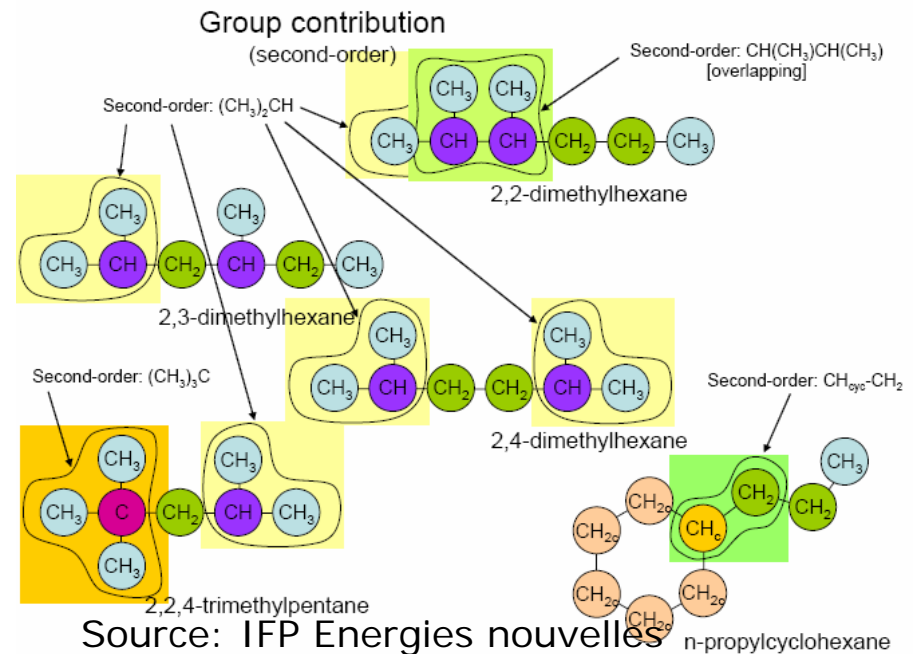 Group contribution
(second-order)
Second-order: CH(CH₃)CH(CH₃)
[overlapping]
Second-order: (CH₃)₂CH
CH₃ CH₃
CH₃ CH CH CH₂ CH₂ CH₃
2,2-dimethylhexane
CH₃ CH₃
CH₃ CH CH₂ CH CH₂ CH₃
2,3-dimethylhexane
CH₃ CH₃
CH₃ CH CH₂ CH₂ CH CH₃
2,4-dimethylhexane
Second-order: (CH₃)₃C
CH₃ CH₃
CH₃ C CH₂ CH CH₃
CH₃
2,2,4-trimethylpentane
Second-order: CHcyc-CH₂
CH₃
CH₂
CH₂c CH₂
CH₂c CHc
CH₂c CH₂c
CH₂c
n-propylcyclohexane
Source: IFP Energies nouvelles